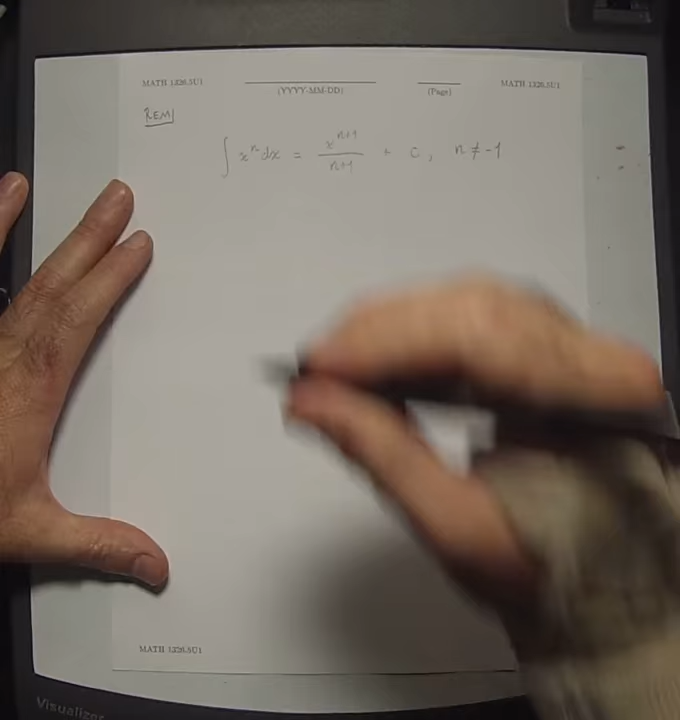 MATH 1326.SU1 (YYYY-MM-DD) (Page) MATH 1326.SU1
REM
∫ xⁿ dx = xⁿ⁺¹/n+1 + C, n ≠ -1
MATH 1326.SU1
Visualizer